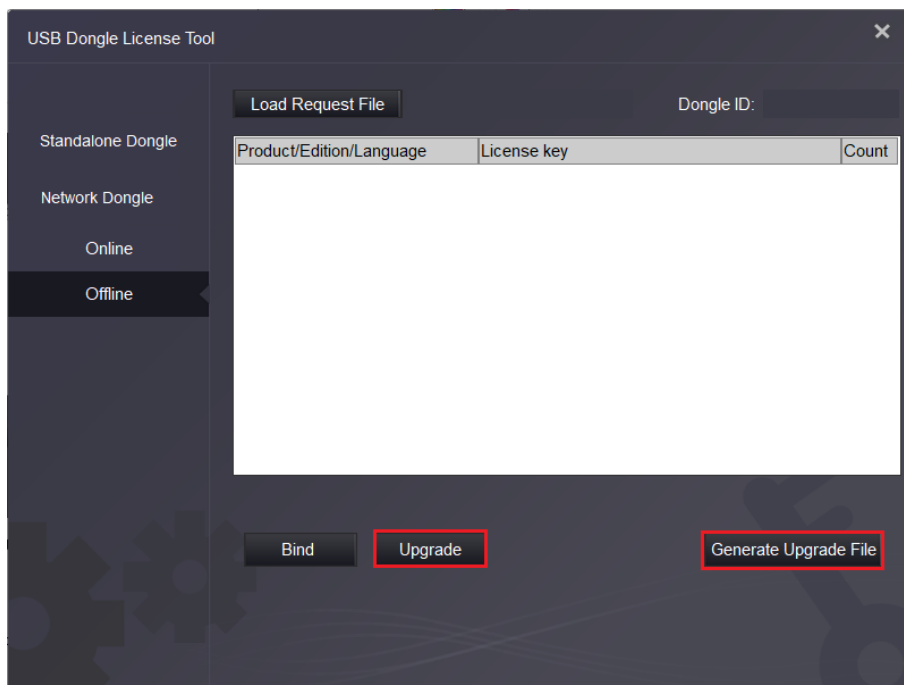 USB Dongle License Tool
Load Request File
Dongle ID:
Standalone Dongle
Network Dongle
Online
Offline
Product/Edition/Language License key Count
Bind
Upgrade
Generate Upgrade File